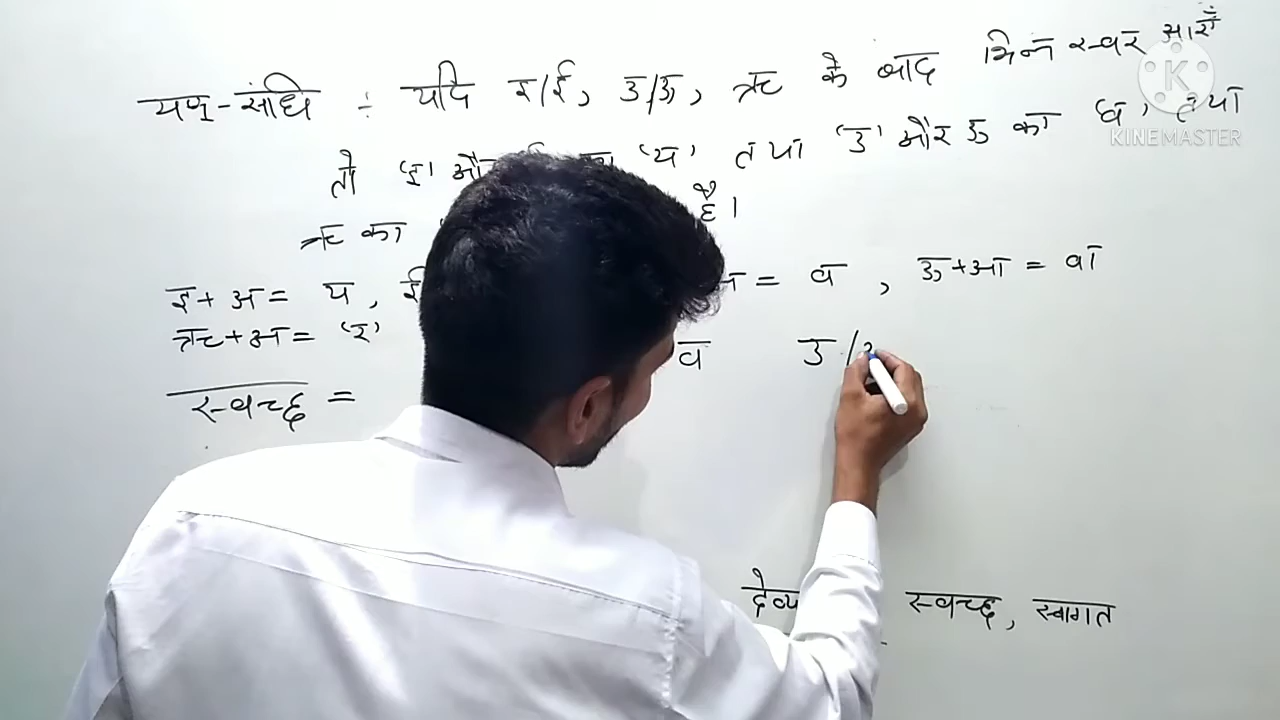 यण्-संधि ÷ यदि इ/ई, उ/ऊ, ऋ के बाद भिन्न स्वर आएँ
तो 'इ' और 'य' तथा 'उ' और ऊ का व, तथा
ऋ का है।
इ+अ= य, ई = व , ऊ+आ = वा
ऋ+अ= 'र' व उ/
स्वच्छ =
स्वच्छ, स्वागत
KINEMASTER